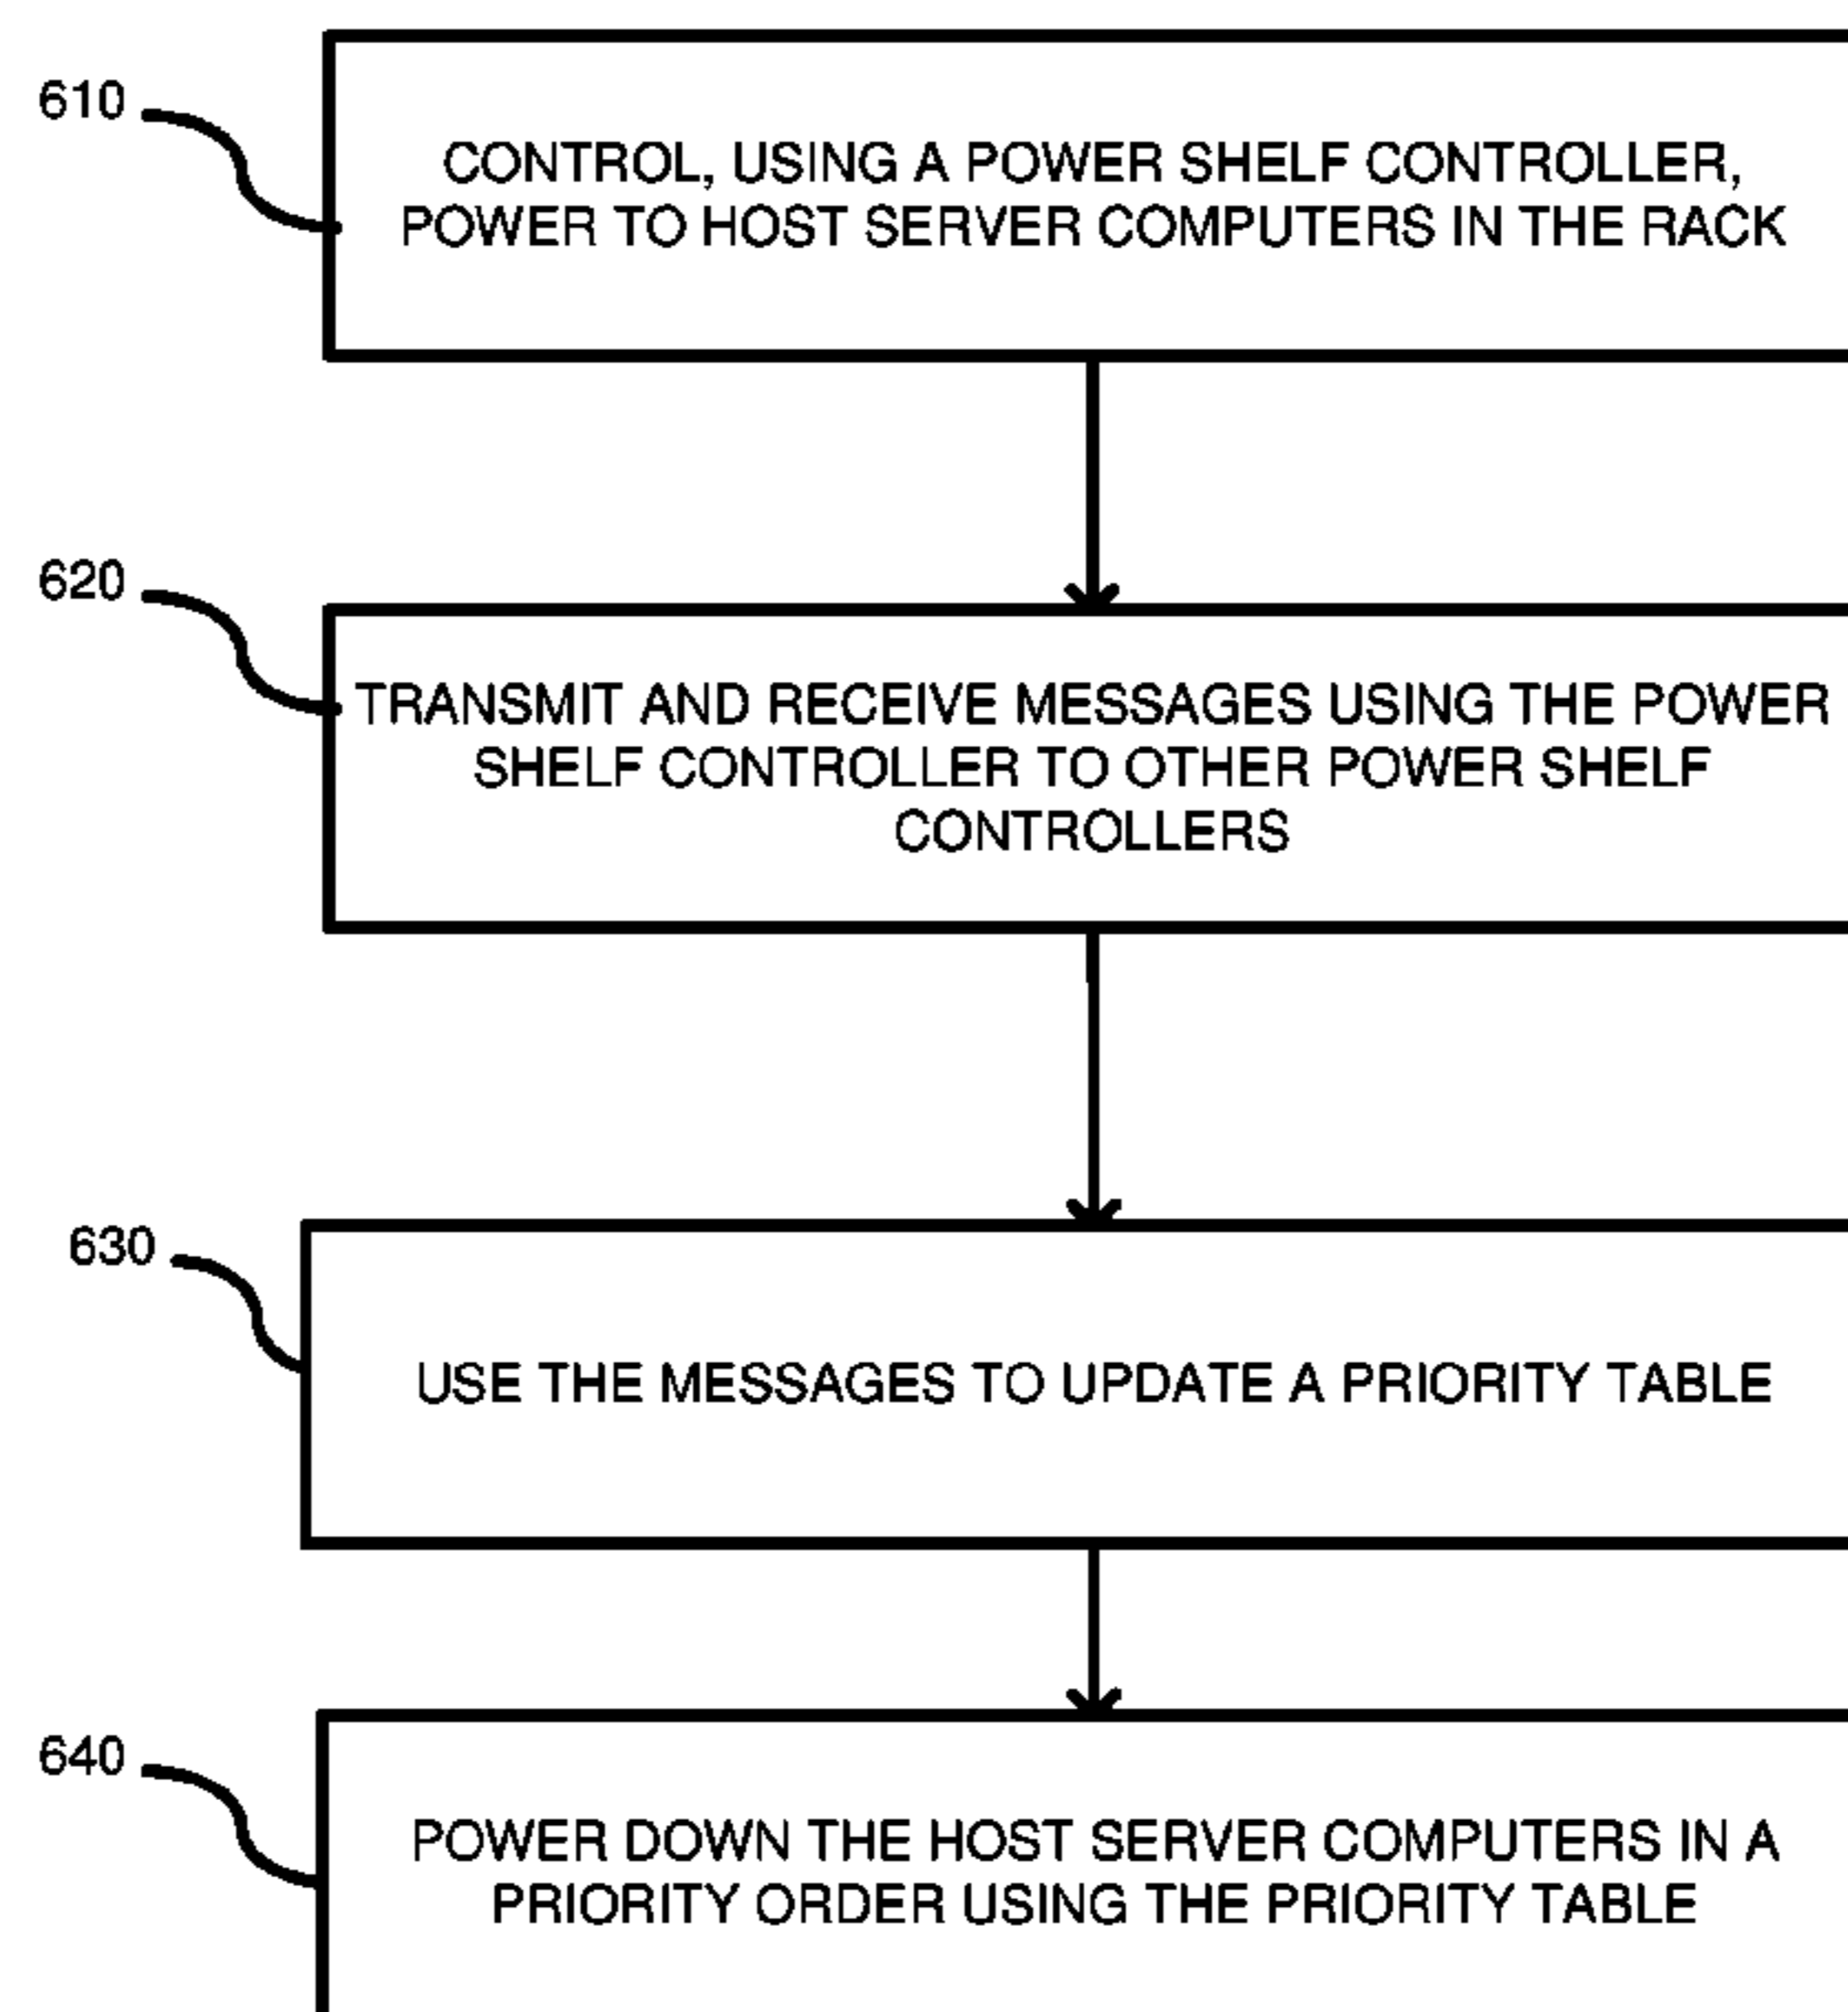 610
CONTROL, USING A POWER SHELF CONTROLLER,
POWER TO HOST SERVER COMPUTERS IN THE RACK
620
TRANSMIT AND RECEIVE MESSAGES USING THE POWER
SHELF CONTROLLER TO OTHER POWER SHELF
CONTROLLERS
630
USE THE MESSAGES TO UPDATE A PRIORITY TABLE
640
POWER DOWN THE HOST SERVER COMPUTERS IN A
PRIORITY ORDER USING THE PRIORITY TABLE